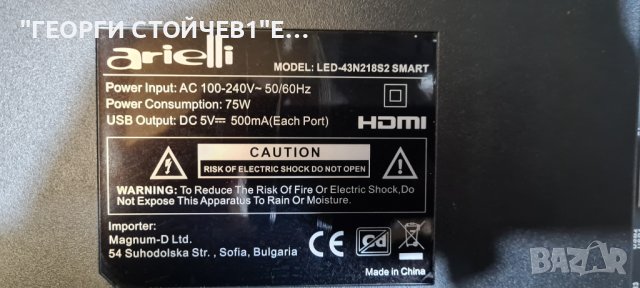 "ГЕОРГИ СТОЙЧЕВ1" ЕООД
arielli
MODEL: LED-43N218S2 SMART
Power Input: AC 100-240V~ 50/60Hz
Power Consumption: 75W
USB Output: DC 5V⎓ 500mA(Each Port)
HDMI
CAUTION
RISK OF ELECTRIC SHOCK DO NOT OPEN
WARNING: To Reduce The Risk Of Fire Or Electric Shock,Do
Not Expose This Apparatus To Rain Or Moisture.
Importer:
Magnum-D Ltd.
54 Suhodolska Str. , Sofia, Bulgaria
CE
Cd
Made in China
BAZAR